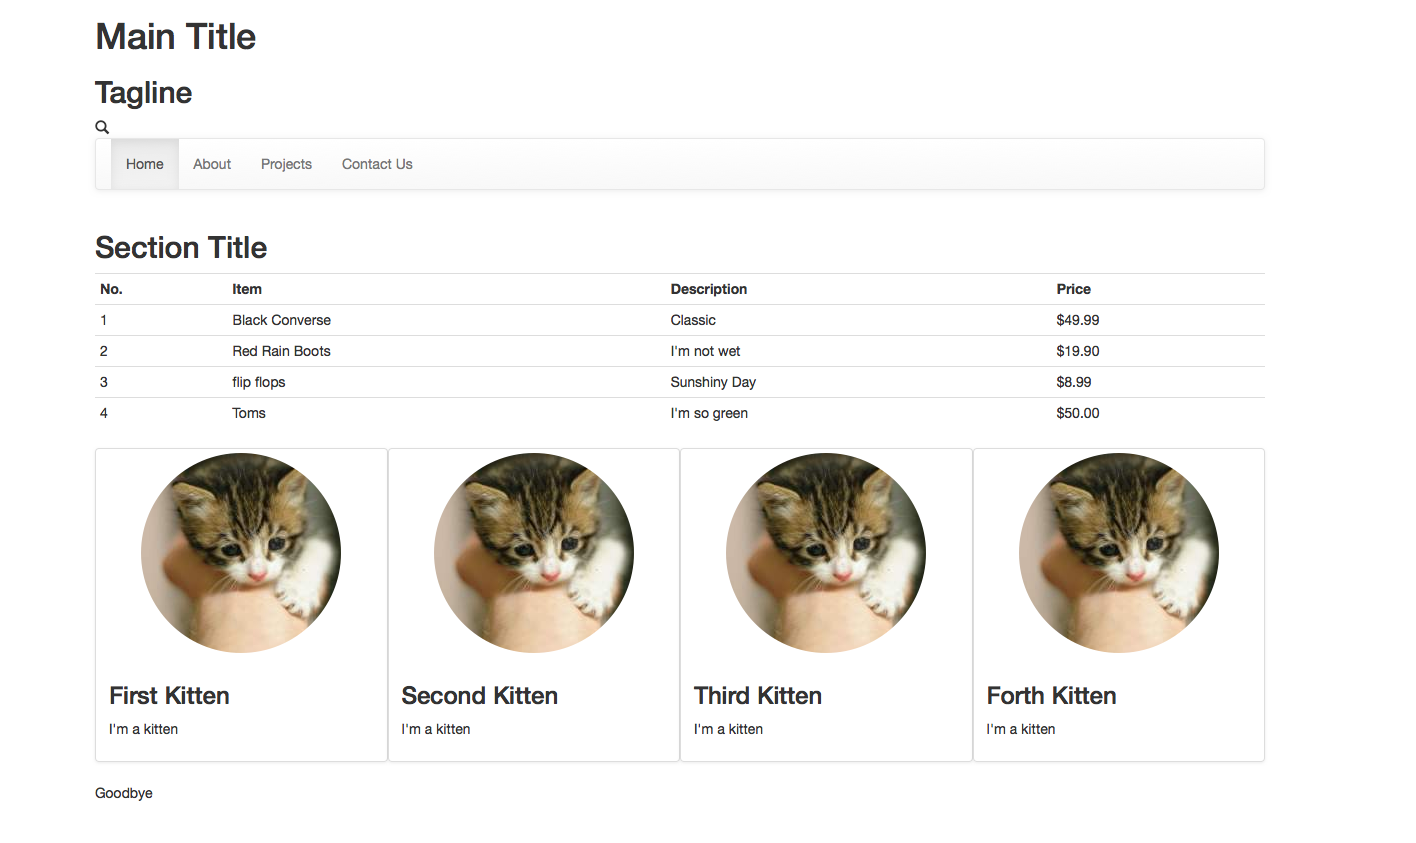 Main Title
Tagline
Home About Projects Contact Us
Section Title
No. Item Description Price
1 Black Converse Classic $49.99
2 Red Rain Boots I'm not wet $19.90
3 flip flops Sunshiny Day $8.99
4 Toms I'm so green $50.00
First Kitten Second Kitten Third Kitten Forth Kitten
I'm a kitten I'm a kitten I'm a kitten I'm a kitten
Goodbye